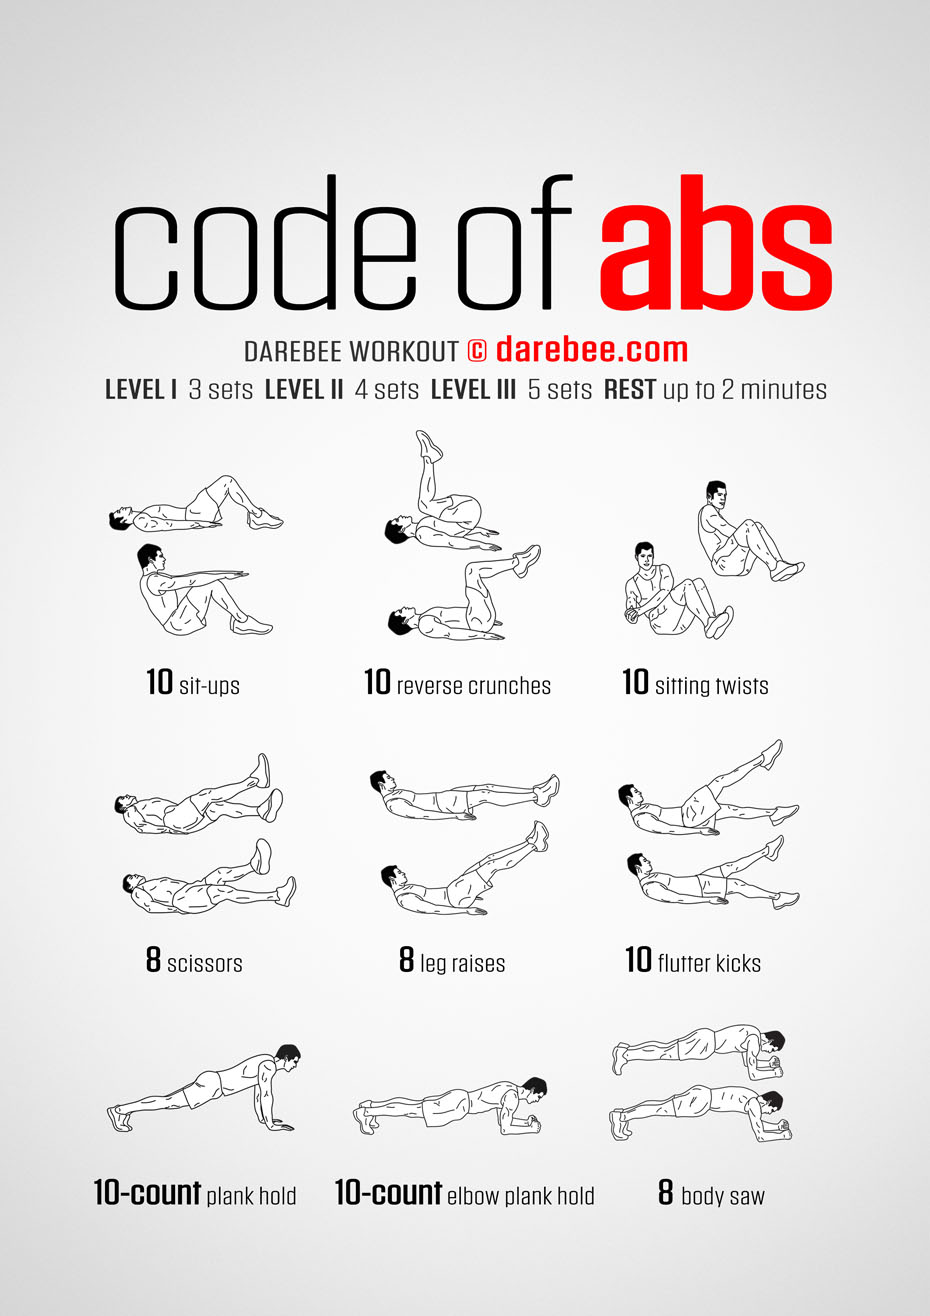 code of abs
DAREBEE WORKOUT © darebee.com
LEVEL I 3 sets LEVEL II 4 sets LEVEL III 5 sets REST up to 2 minutes
10 sit-ups
10 reverse crunches
10 sitting twists
8 scissors
8 leg raises
10 flutter kicks
10-count plank hold
10-count elbow plank hold
8 body saw